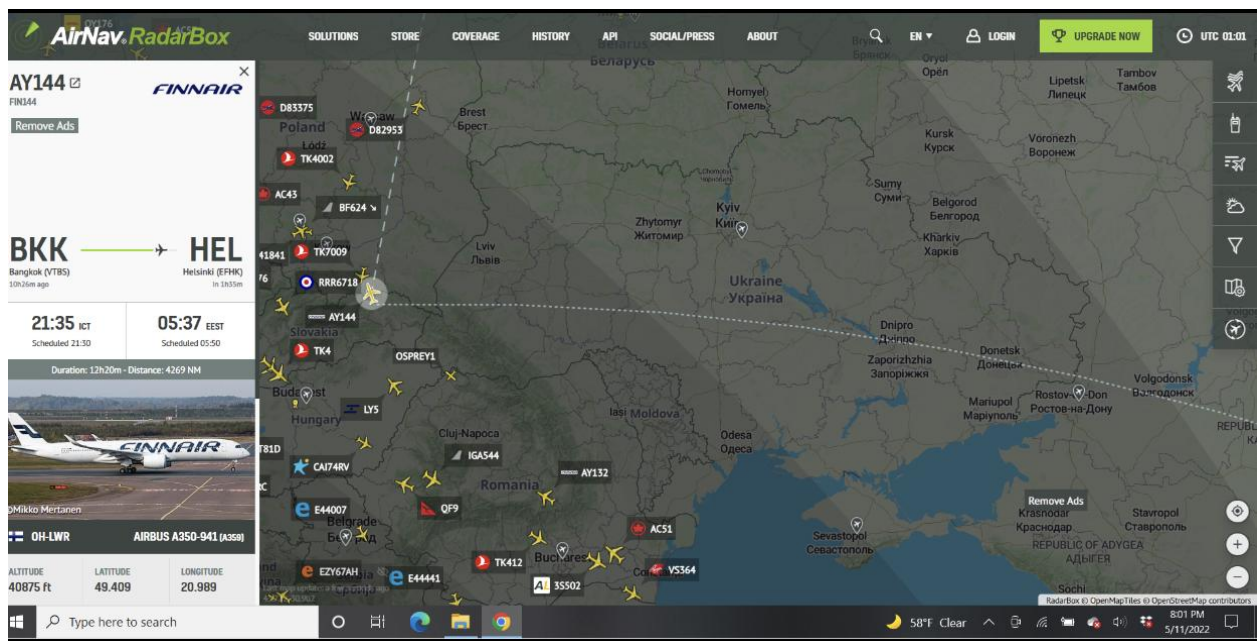 AirNav.RadarBox
SOLUTIONS
STORE
COVERAGE
HISTORY
API
SOCIAL/PRESS
ABOUT
EN
LOGIN
UPGRADE NOW
UTC 01:01
AY144
FIN144
FINNAIR
Remove Ads
BKK
HEL
Bangkok (VTBS)
Helsinki (EFHK)
10h26m ago
in 1h35m
21:35 ICT
05:37 EEST
Scheduled 21:30
Scheduled 05:50
Duration: 12h20m - Distance: 4269 NM
FINNAIR
©Mikko Mertanen
OH-LWR
AIRBUS A350-941 (A359)
ALTITUDE
LATITUDE
LONGITUDE
40875 ft
49.409
20.989
Беларусь
Орёл
Lipetsk
Липецк
Tambov
Тамбов
D83375
Warsaw
Brest
Брест
Hornyel
Гомель
Poland
D82953
Łódź
TK4002
Kursk
Курск
Voronezh
Воронеж
AC43
BF624
Sumy
Суми
Belgorod
Белгород
Kyiv
Київ
Zhytomyr
Житомир
Kharkiv
Харків
41841
TK7009
Lviv
Львів
RRR6718
Ukraine
Україна
AY144
Slovakia
TK4
OSPREY1
Dnipro
Дніпро
Donetsk
Донецьк
Zaporizhzhia
Запоріжжя
Volgodonsk
Волгодонск
Budapest
Hungary
LY5
Mariupol
Маріуполь
Rostov-On-Don
Ростов-на-Дону
Iasi
Moldova
Cluj-Napoca
T81D
Odesa
Одеса
IGA544
CAI74RV
AY132
Romania
E44007
QF9
Belgrade
Београд
AC51
Remove Ads
Krasnodar
Краснодар
Stavropol
Ставрополь
Sevastopol
Севастополь
REPUBLIC OF ADYGEA
АДЫГЕЯ
TK412
Bucharest
EZY67AH
E44441
3S502
VS364
Sochi
RadarBox © OpenMapTiles © OpenStreetMap contributors
Type here to search
58°F Clear
8:01 PM
5/11/2022